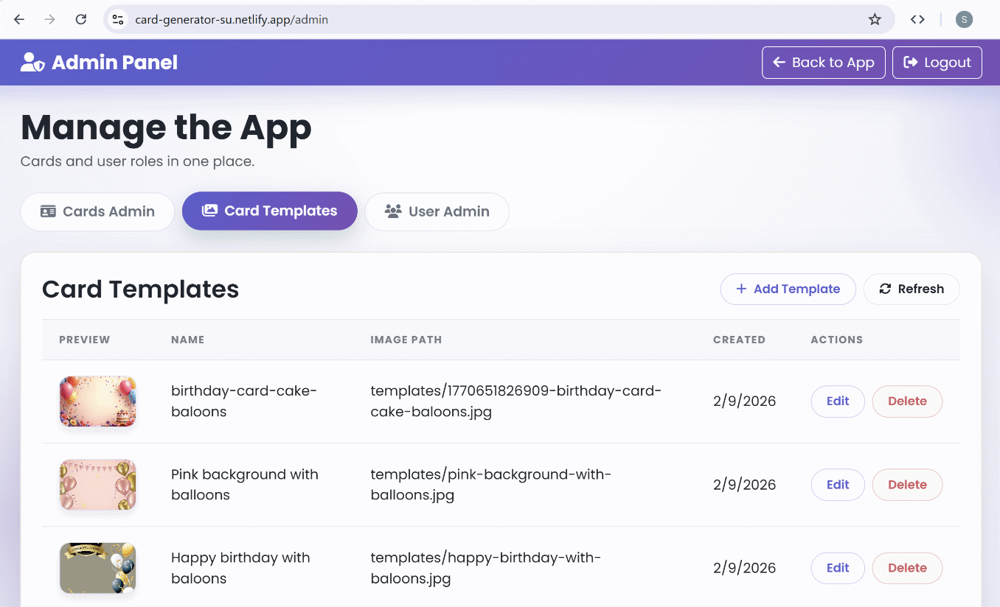 card-generator-su.netlify.app/admin
S
Admin Panel
Back to App
Logout
Manage the App
Cards and user roles in one place.
Cards Admin
Card Templates
User Admin
Card Templates
Add Template
Refresh
PREVIEW NAME IMAGE PATH CREATED ACTIONS
birthday-card-cake-
baloons
templates/1770651826909-birthday-card-
cake-baloons.jpg
2/9/2026
Edit
Delete
Pink background with
balloons
templates/pink-background-with-
balloons.jpg
2/9/2026
Edit
Delete
Happy birthday with
baloons
templates/happy-birthday-with-
baloons.jpg
2/9/2026
Edit
Delete